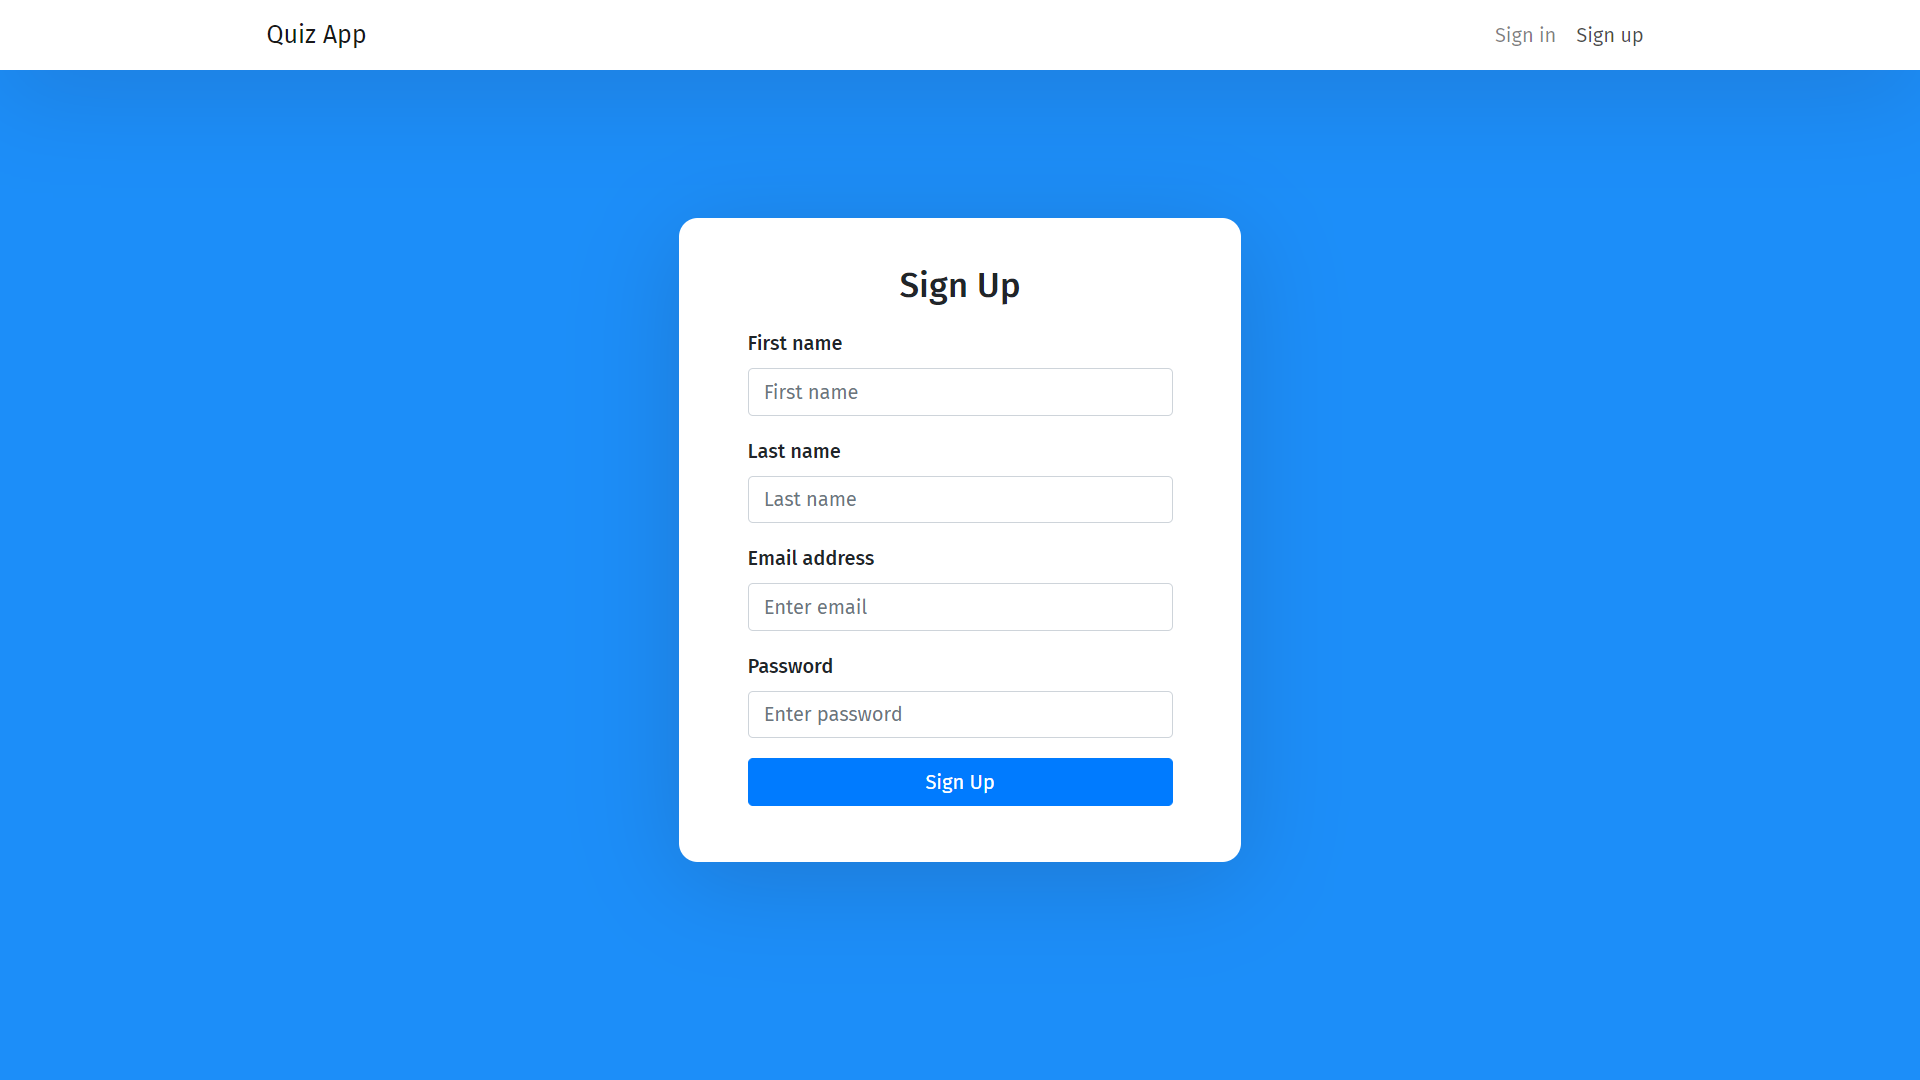 Quiz App
Sign in Sign up
Sign Up
First name
First name
Last name
Last name
Email address
Enter email
Password
Enter password
Sign Up